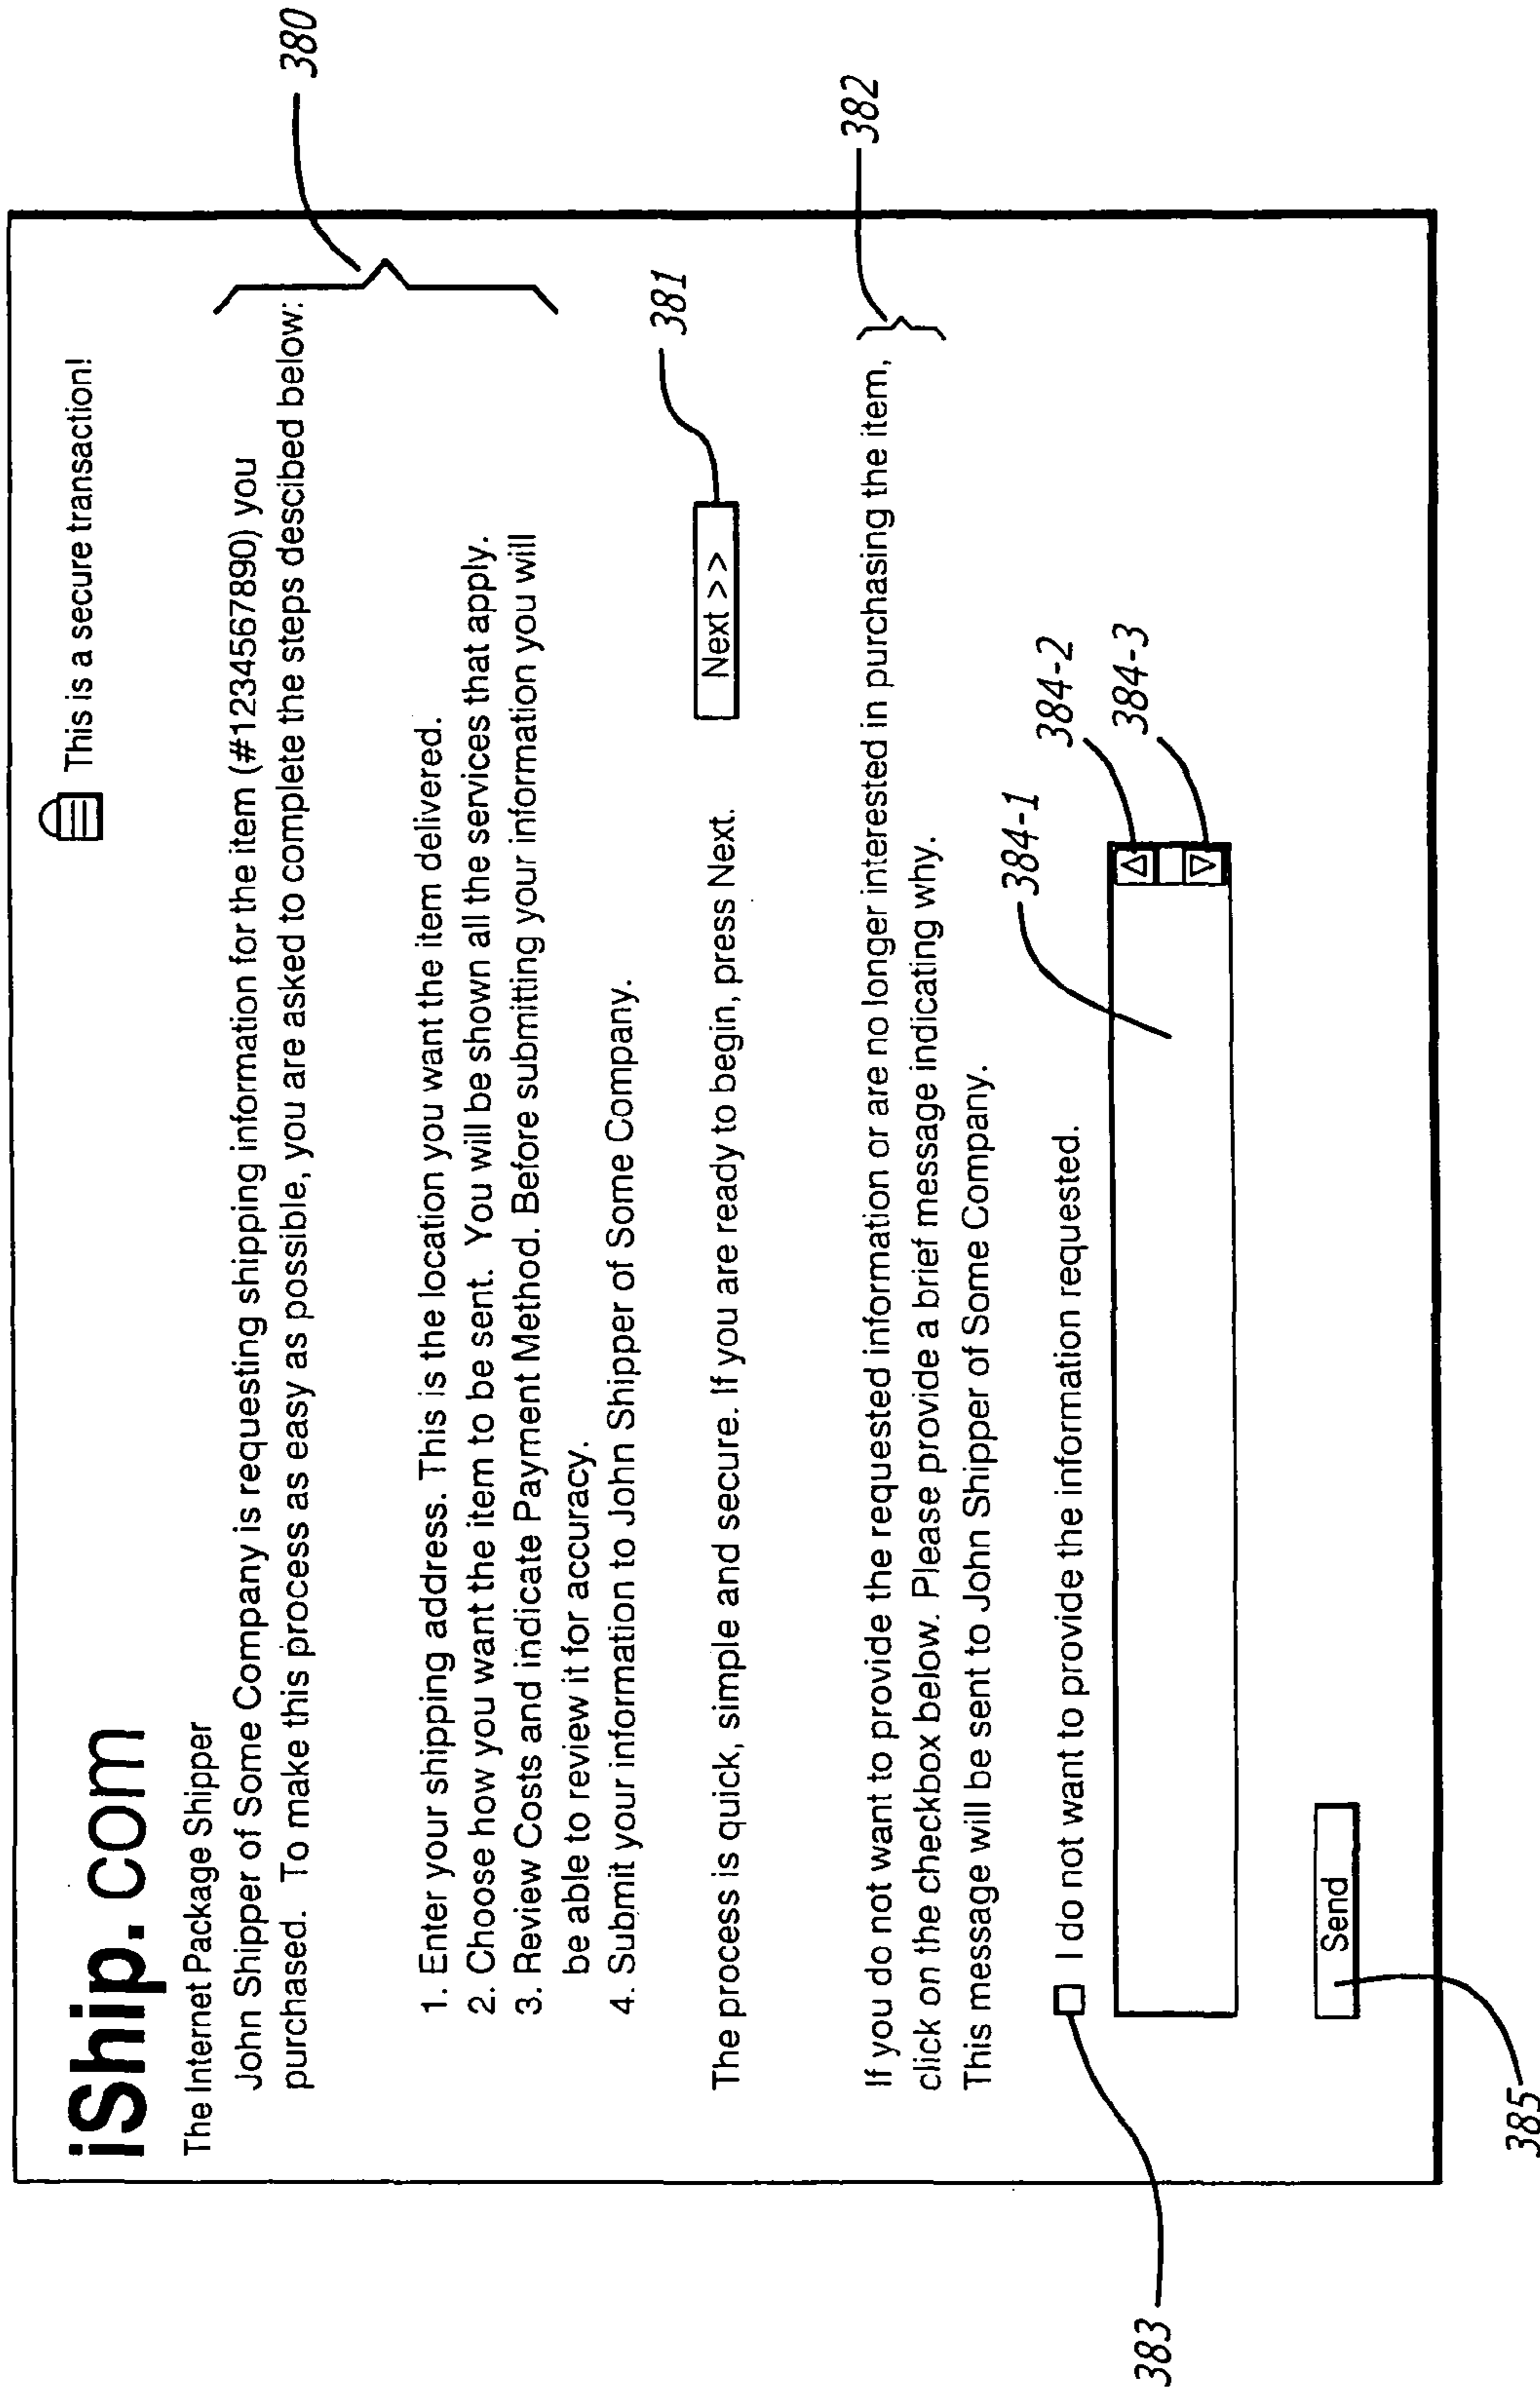 iShip.com
This is a secure transaction!
The Internet Package Shipper
John Shipper of Some Company is requesting shipping information for the item (#1234567890) you
purchased. To make this process as easy as possible, you are asked to complete the steps descibed below:
380
1. Enter your shipping address. This is the location you want the item delivered.
2. Choose how you want the item to be sent. You will be shown all the services that apply.
3. Review Costs and indicate Payment Method. Before submitting your information you will
be able to review it for accuracy.
4. Submit your information to John Shipper of Some Company.
381
The process is quick, simple and secure. If you are ready to begin, press Next.
Next >>
382
If you do not want to provide the requested information or are no longer interested in purchasing the item,
click on the checkbox below. Please provide a brief message indicating why.
This message will be sent to John Shipper of Some Company.
384-1
384-2
384-3
I do not want to provide the information requested.
383
Send
385